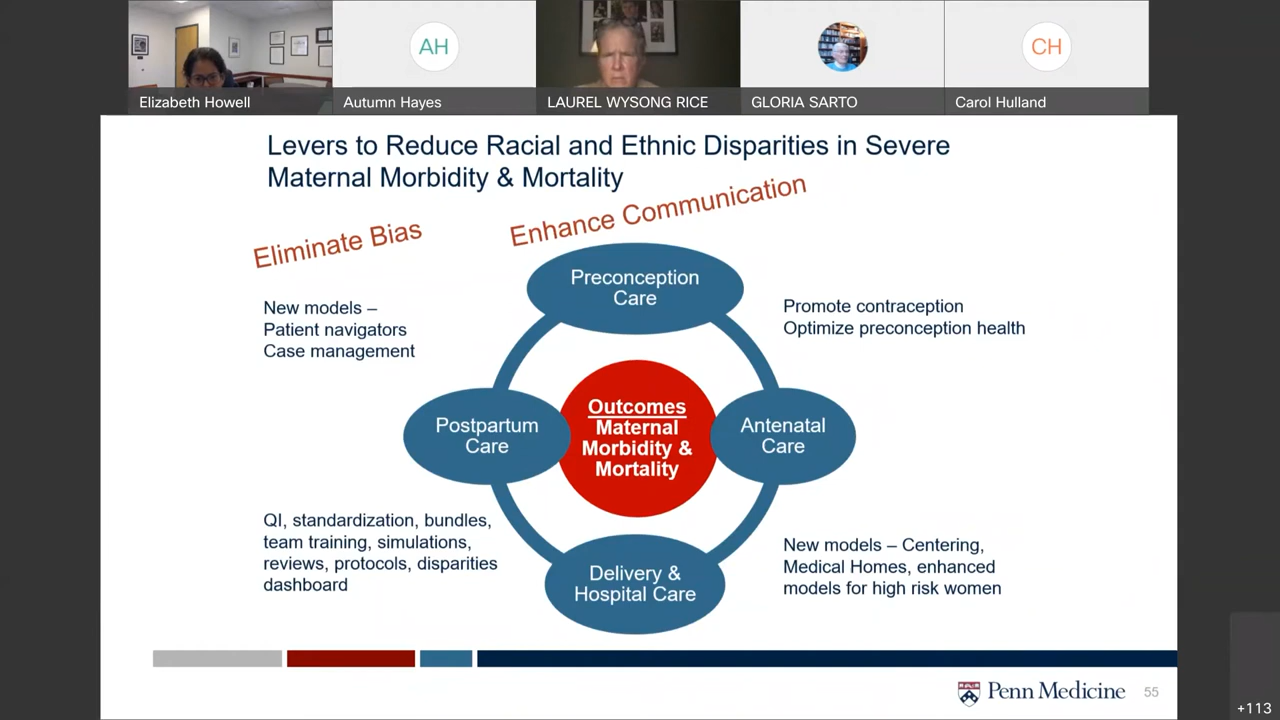 Elizabeth Howell
AH
Autumn Hayes
LAUREL WYSONG RICE
GLORIA SARTO
CH
Carol Hulland
Levers to Reduce Racial and Ethnic Disparities in Severe
Maternal Morbidity & Mortality
Eliminate Bias
Enhance Communication
Preconception
Care
New models –
Patient navigators
Case management
Promote contraception
Optimize preconception health
Postpartum
Care
Outcomes
Maternal
Morbidity &
Mortality
Antenatal
Care
QI, standardization, bundles,
team training, simulations,
reviews, protocols, disparities
dashboard
Delivery &
Hospital Care
New models – Centering,
Medical Homes, enhanced
models for high risk women
Penn Medicine
55
+113